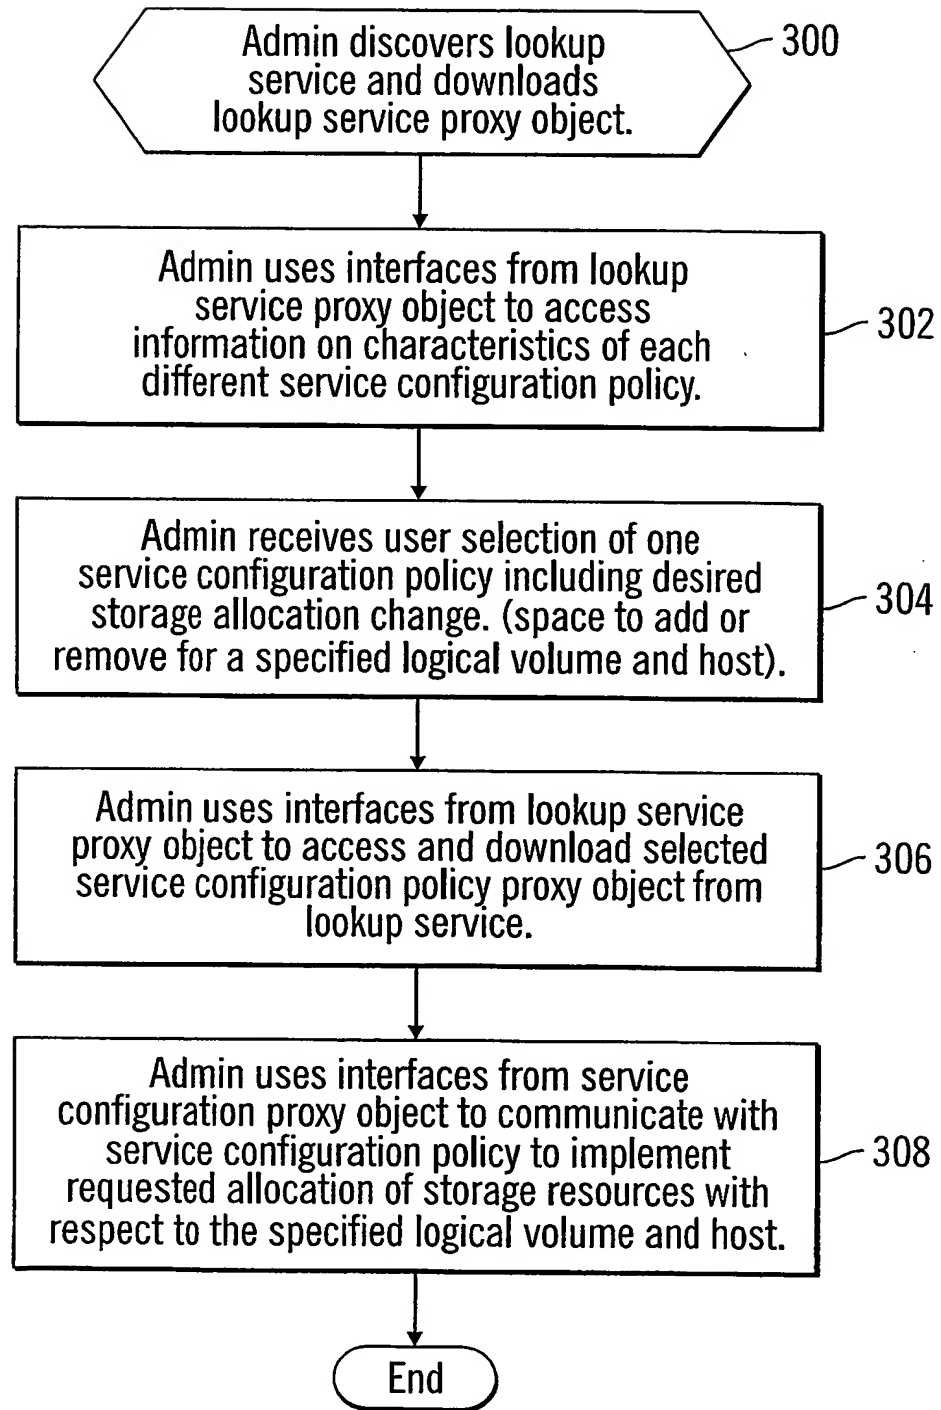 Admin discovers lookup
service and downloads
lookup service proxy object.
300
Admin uses interfaces from lookup
service proxy object to access
information on characteristics of each
different service configuration policy.
302
Admin receives user selection of one
service configuration policy including desired
storage allocation change. (space to add or
remove for a specified logical volume and host).
304
Admin uses interfaces from lookup service
proxy object to access and download selected
service configuration policy proxy object from
lookup service.
306
Admin uses interfaces from service
configuration proxy object to communicate with
service configuration policy to implement
requested allocation of storage resources with
respect to the specified logical volume and host.
308
End